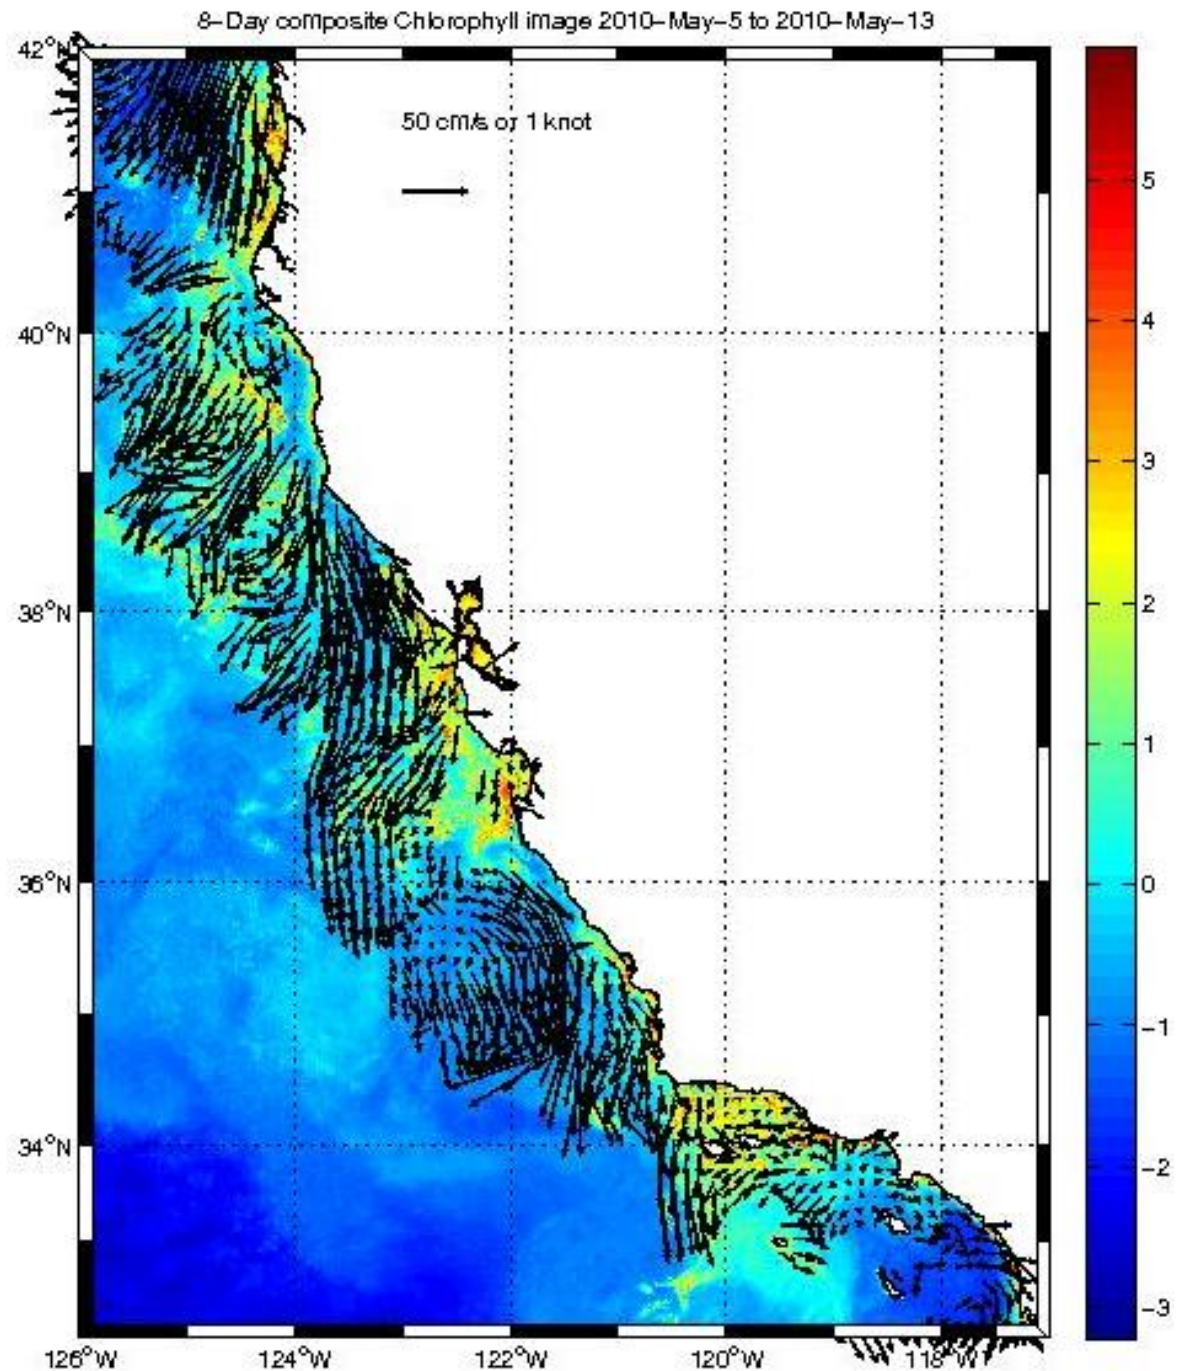 8-Day composite Chlorophyll image 2010-May-5 to 2010-May-13
42°N
50 cm/s or 1 knot
5
4
40°N
3
38°N
2
1
36°N
0
-1
34°N
-2
-3
126°W 124°W 122°W 120°W 118°W